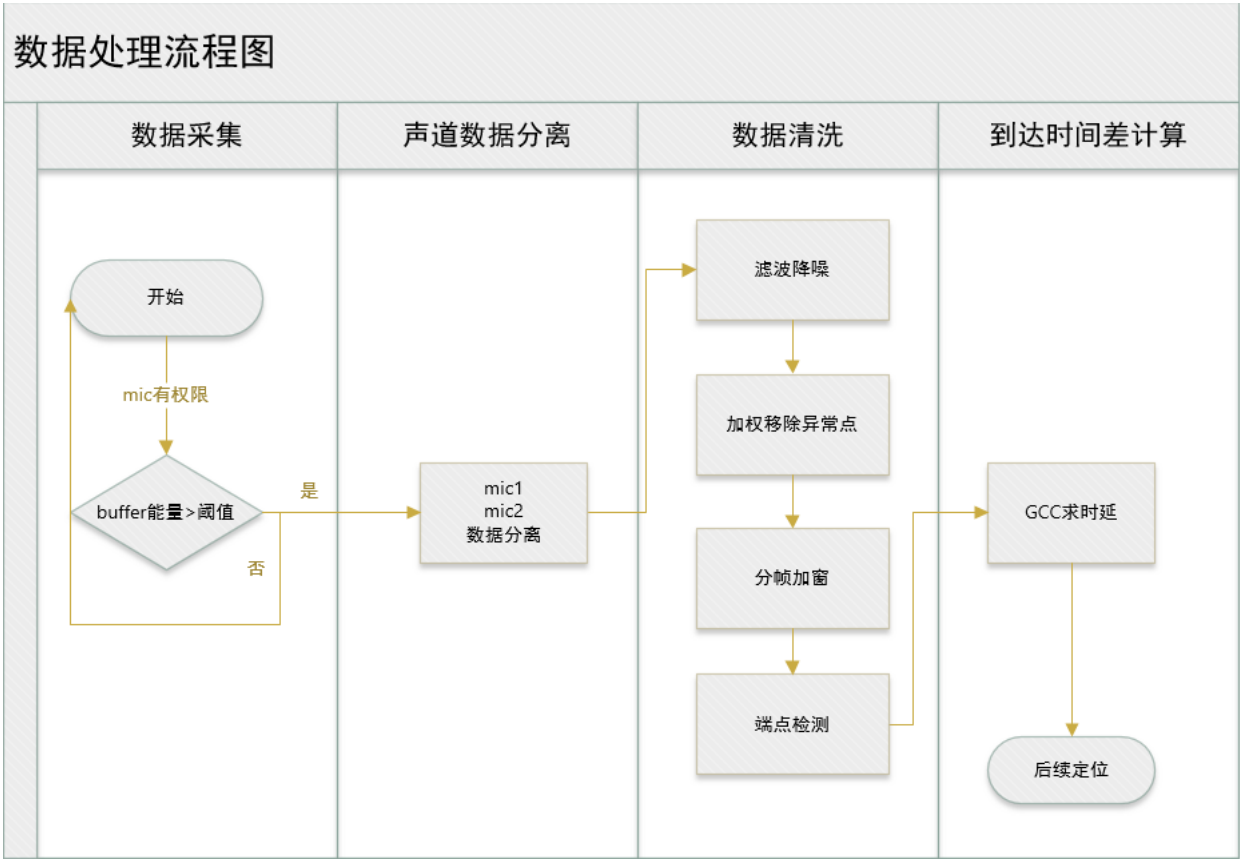 数据处理流程图
数据采集
声道数据分离
数据清洗
到达时间差计算
开始
mic有权限
buffer能量>阈值
是
否
mic1
mic2
数据分离
滤波降噪
加权移除异常点
分帧加窗
端点检测
GCC求时延
后续定位